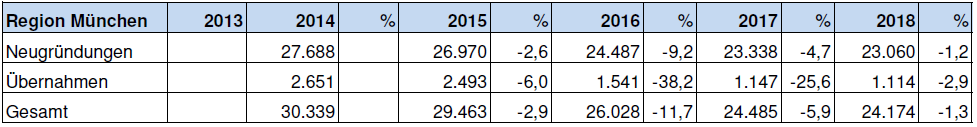 Region München 2013 2014 % 2015 % 2016 % 2017 % 2018 %
Neugründungen 27.688 26.970 -2,6 24.487 -9,2 23.338 -4,7 23.060 -1,2
Übernahmen 2.651 2.493 -6,0 1.541 -38,2 1.147 -25,6 1.114 -2,9
Gesamt 30.339 29.463 -2,9 26.028 -11,7 24.485 -5,9 24.174 -1,3